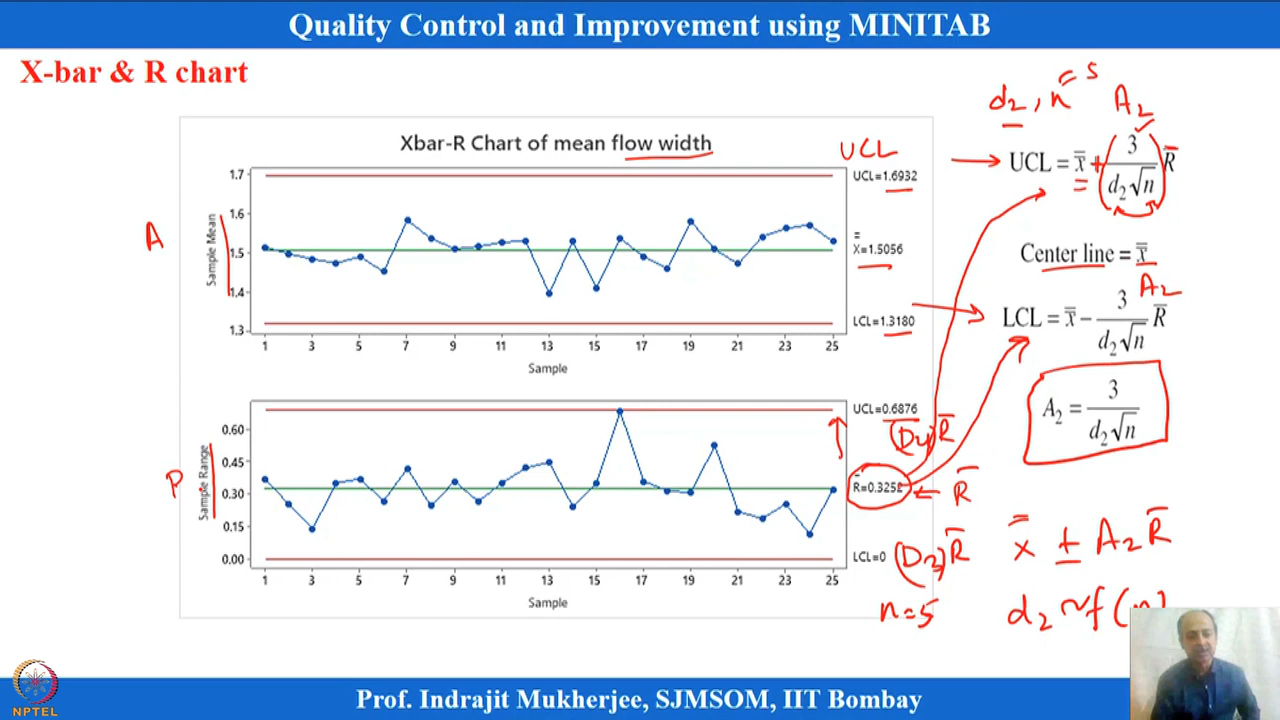 Quality Control and Improvement using MINITAB
X-bar & R chart
d2, n = 5 A2
Xbar-R Chart of mean flow width
UCL
UCL=1.6932
UCL = x̿ + (3 / d2√n) R̄
A
Sample Mean
1.7
1.6
1.5
1.4
1.3
X̿=1.5056
Center line = x̿
A2
LCL=1.3180
LCL = x̿ − (3 / d2√n) R̄
1 3 5 7 9 11 13 15 17 19 21 23 25
Sample
A2 = 3 / d2√n
UCL=0.6876
(D4) R̄
Sample Range
0.60
0.45
0.30
0.15
0.00
R̄=0.3252
R̄
LCL=0
(D3) R̄
x̿ ± A2 R̄
1 3 5 7 9 11 13 15 17 19 21 23 25
Sample
n=5
d2 ~ f(n)
NPTEL
Prof. Indrajit Mukherjee, SJMSOM, IIT Bombay